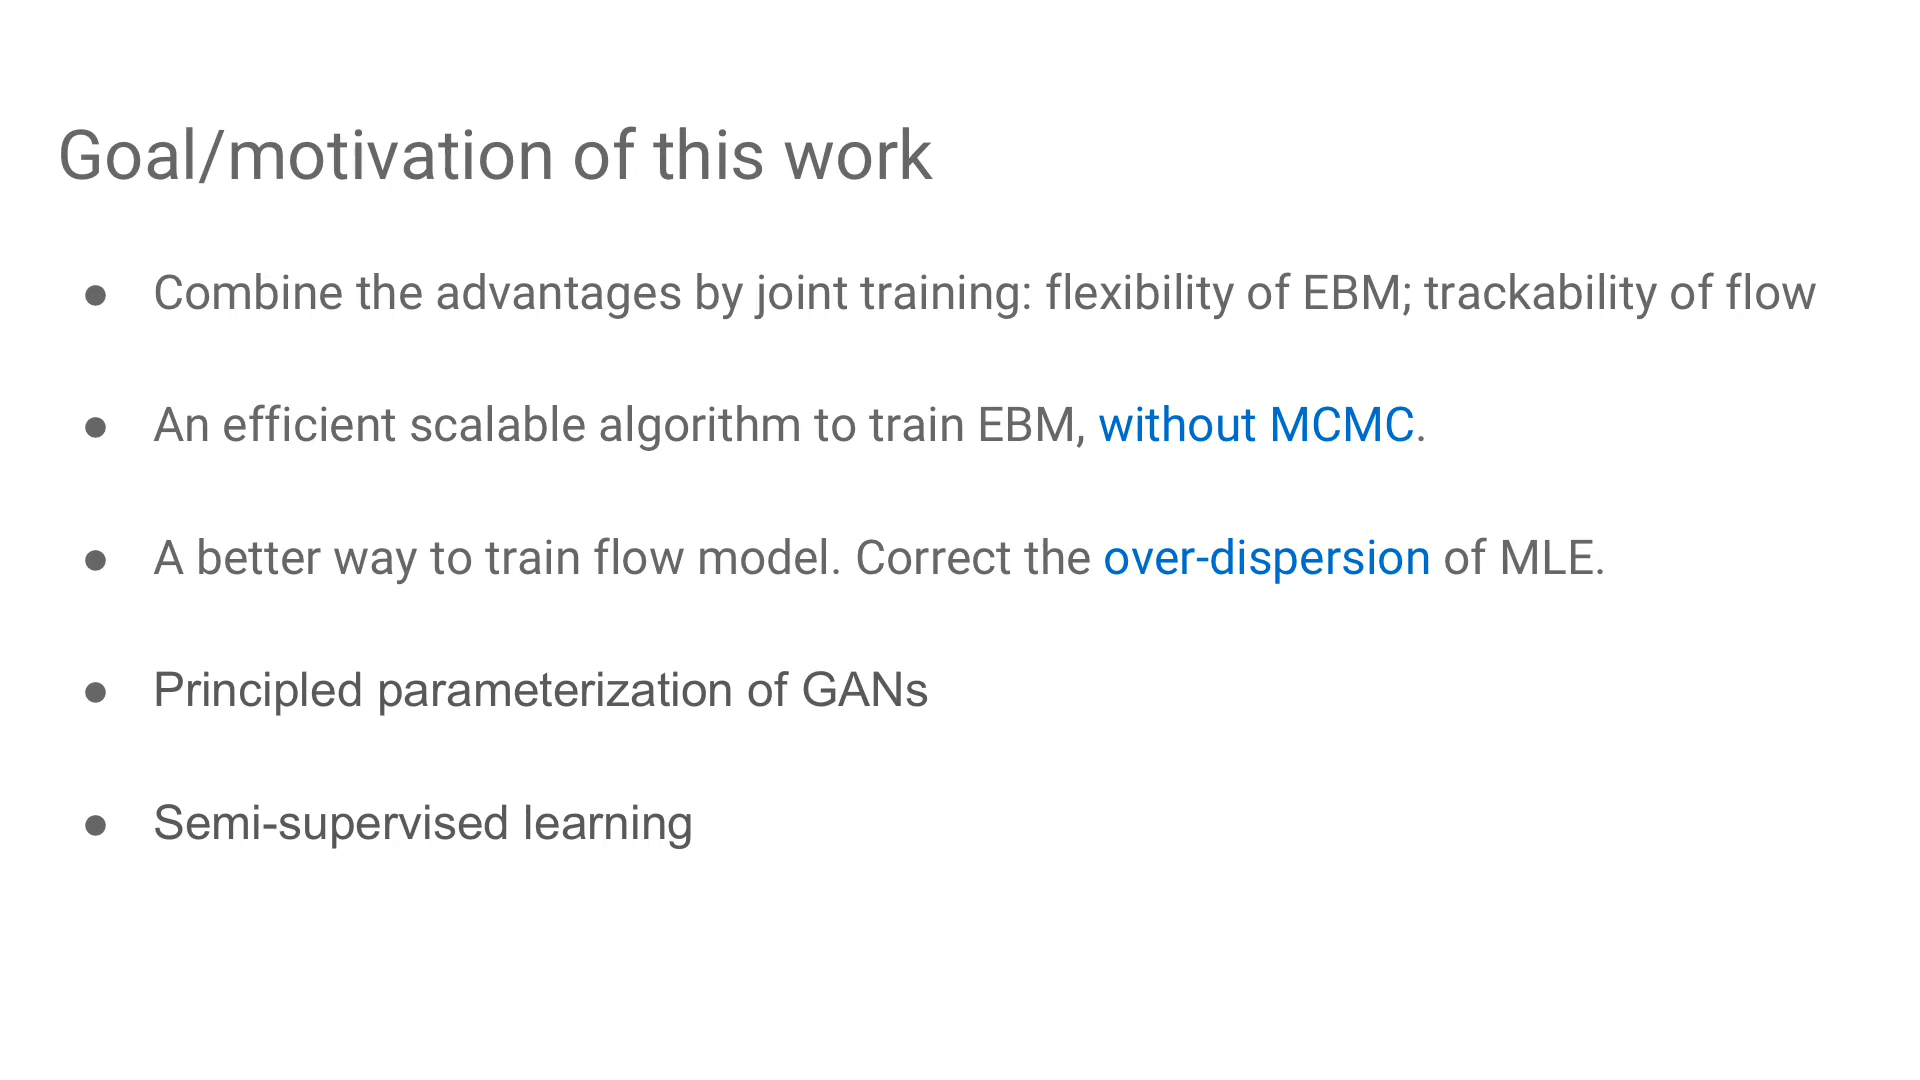 Goal/motivation of this work
● Combine the advantages by joint training: flexibility of EBM; trackability of flow
● An efficient scalable algorithm to train EBM, without MCMC.
● A better way to train flow model. Correct the over-dispersion of MLE.
● Principled parameterization of GANs
● Semi-supervised learning